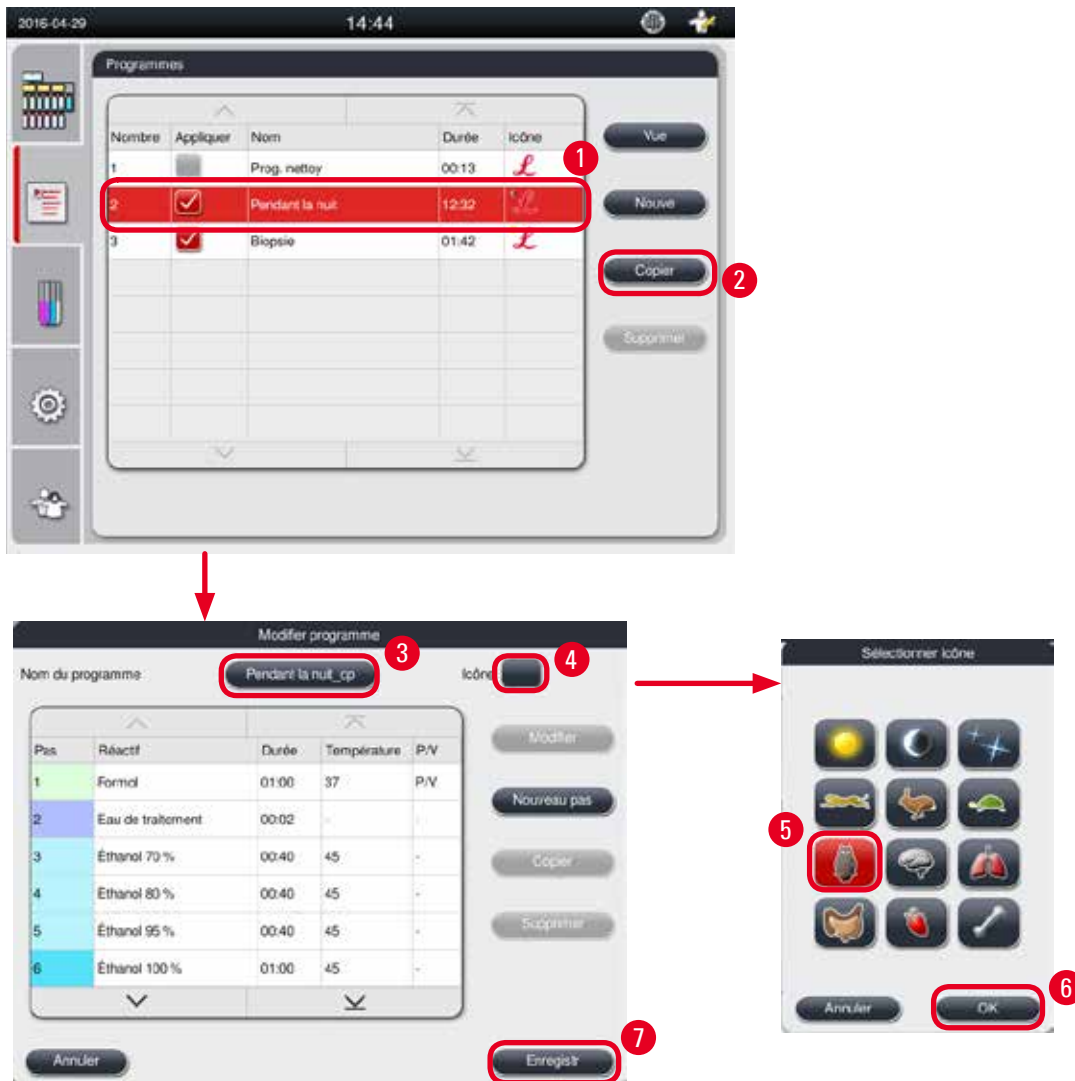 2016-04-29 14:44
Programmes
Nombre Appliquer Nom Durée Icône
1 Prog. nettoy 00:13
2 Pendant la nuit 12:32
3 Biopsie 01:42
Vue
Nouve
Copier
Supprimer
1
2
Modifier programme
Nom du programme Pendant la nuit_cp Icône
3
4
Pas Réactif Durée Température P/V
1 Formol 01:00 37 P/V
2 Eau de traitement 00:02 - -
3 Éthanol 70 % 00:40 45 -
4 Éthanol 80 % 00:40 45 -
5 Éthanol 95 % 00:40 45 -
6 Éthanol 100 % 01:00 45 -
Modifier
Nouveau pas
Copier
Supprimer
Annuler
Enregistr
7
Sélectionner icône
5
Annuler
OK
6